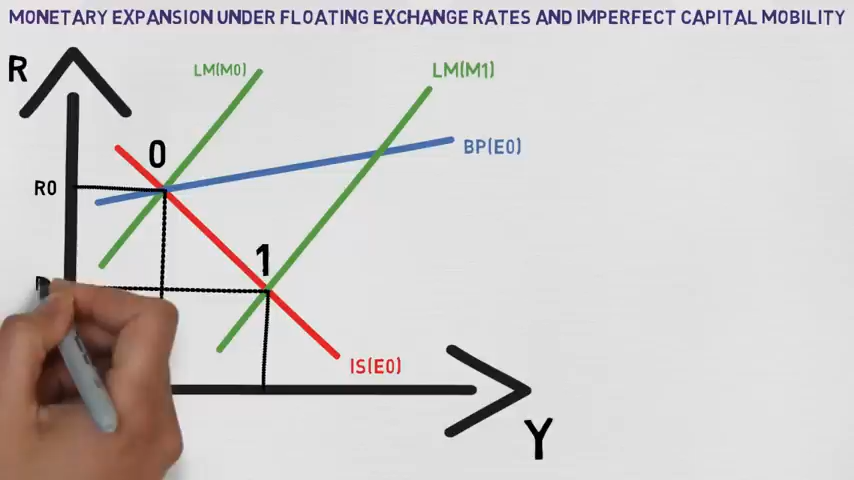 MONETARY EXPANSION UNDER FLOATING EXCHANGE RATES AND IMPERFECT CAPITAL MOBILITY
R
LM(M0)
LM(M1)
0
BP(E0)
R0
1
IS(E0)
Y